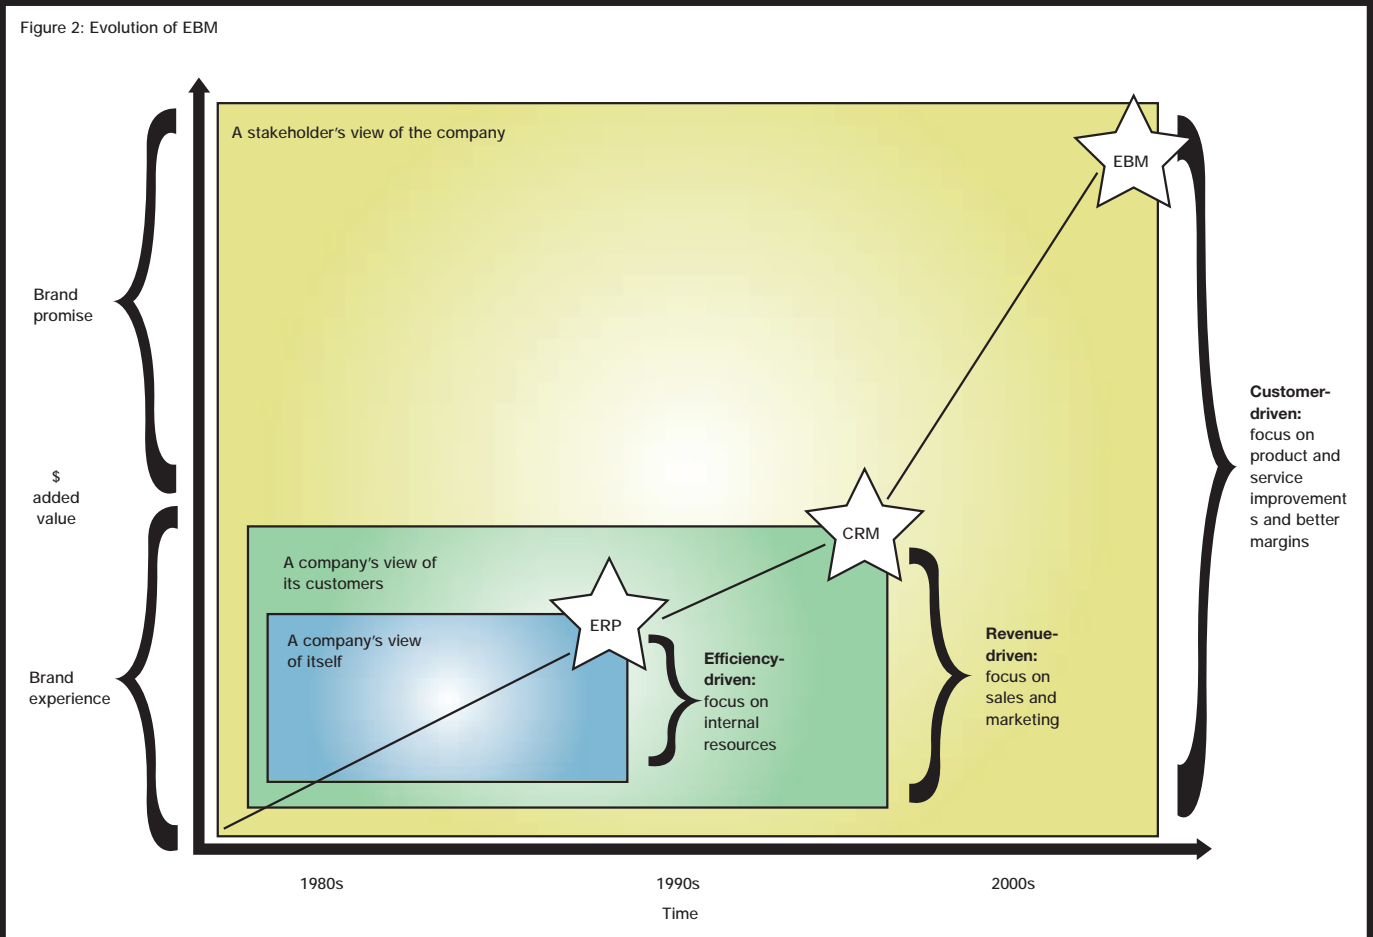 Figure 2: Evolution of EBM
A stakeholder's view of the company
EBM
Brand
promise
Customer-
driven:
focus on
product and
service
improvement
s and better
margins
$
added
value
CRM
A company's view of
its customers
ERP
A company's view
of itself
Efficiency-
driven:
focus on
internal
resources
Revenue-
driven:
focus on
sales and
marketing
Brand
experience
1980s
1990s
2000s
Time